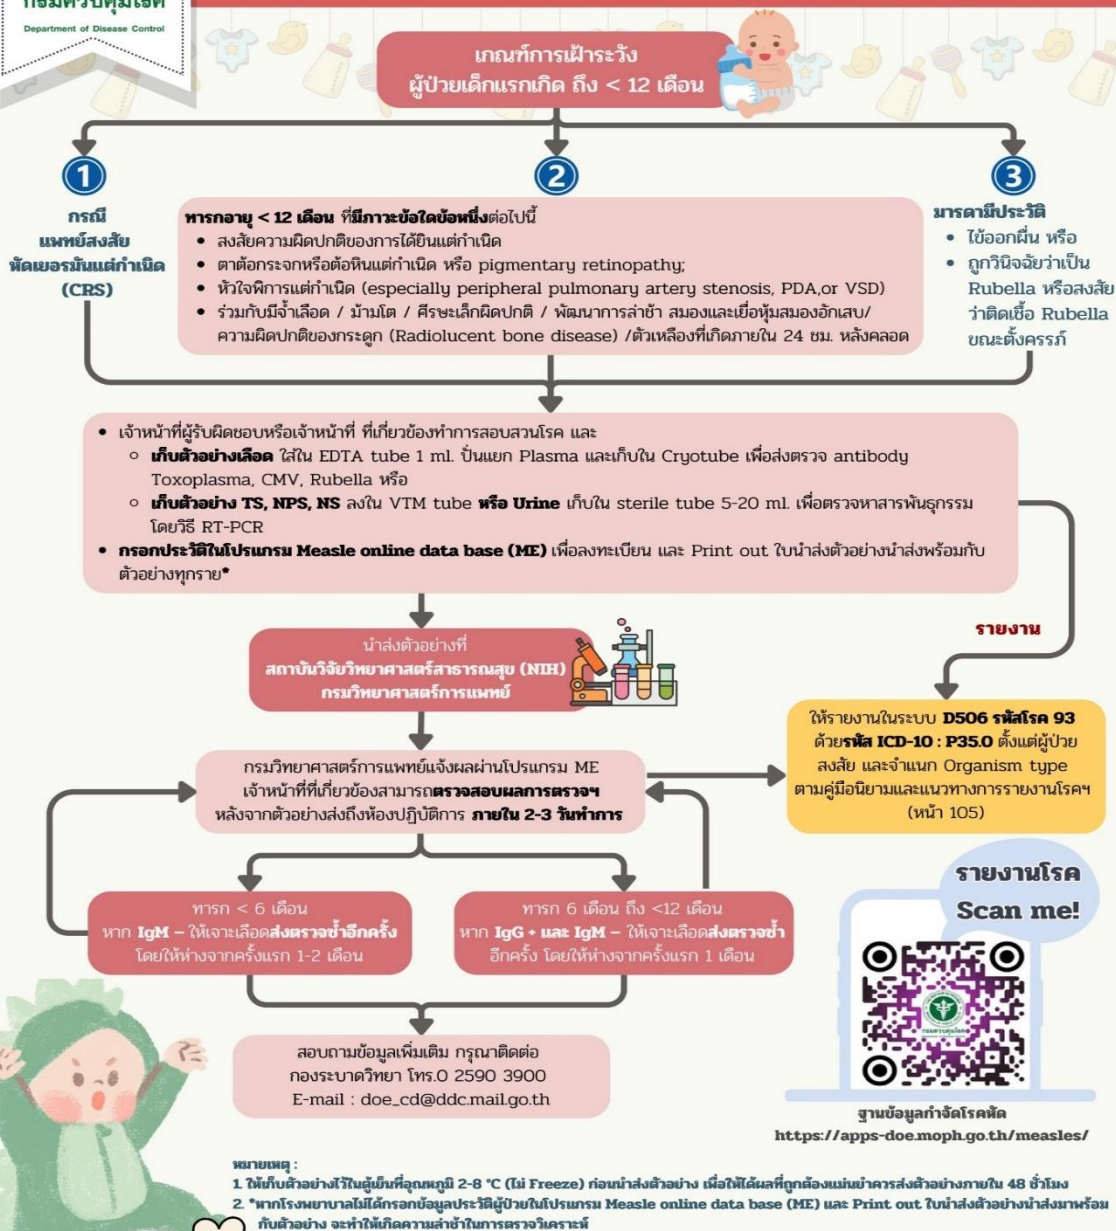 กรมควบคุมโรค
Department of Disease Control
เกณฑ์การเฝ้าระวัง
ผู้ป่วยเด็กแรกเกิด ถึง < 12 เดือน
1
กรณี
แพทย์สงสัย
หัดเยอรมันแต่กำเนิด
(CRS)
2
ทารกอายุ < 12 เดือน ที่มีภาวะข้อใดข้อหนึ่งต่อไปนี้
• สงสัยความผิดปกติของการได้ยินแต่กำเนิด
• ตาต้อกระจกหรือต้อหินแต่กำเนิด หรือ pigmentary retinopathy;
• หัวใจพิการแต่กำเนิด (especially peripheral pulmonary artery stenosis, PDA,or VSD)
• ร่วมกับมีจ้ำเลือด / ม้ามโต / ศีรษะเล็กผิดปกติ / พัฒนาการล่าช้า สมองและเยื่อหุ้มสมองอักเสบ/
ความผิดปกติของกระดูก (Radiolucent bone disease) /ตัวเหลืองที่เกิดภายใน 24 ชม. หลังคลอด
3
มารดามีประวัติ
• ไข้ออกผื่น หรือ
• ถูกวินิจฉัยว่าเป็น
Rubella หรือสงสัย
ว่าติดเชื้อ Rubella
ขณะตั้งครรภ์
• เจ้าหน้าที่ผู้รับผิดชอบหรือเจ้าหน้าที่ ที่เกี่ยวข้องทำการสอบสวนโรค และ
○ เก็บตัวอย่างเลือด ใส่ใน EDTA tube 1 ml. ปั่นแยก Plasma และเก็บใน Cryotube เพื่อส่งตรวจ antibody
Toxoplasma, CMV, Rubella หรือ
○ เก็บตัวอย่าง TS, NPS, NS ลงใน VTM tube หรือ Urine เก็บใน sterile tube 5-20 ml. เพื่อตรวจหาสารพันธุกรรม
โดยวิธี RT-PCR
• กรอกประวัติในโปรแกรม Measle online data base (ME) เพื่อลงทะเบียน และ Print out ใบนำส่งตัวอย่างนำส่งพร้อมกับ
ตัวอย่างทุกราย*
นำส่งตัวอย่างที่
สถาบันวิจัยวิทยาศาสตร์สาธารณสุข (NIH)
กรมวิทยาศาสตร์การแพทย์
รายงาน
ให้รายงานในระบบ D506 รหัสโรค 93
ด้วยรหัส ICD-10 : P35.0 ตั้งแต่ผู้ป่วย
สงสัย และจำแนก Organism type
ตามคู่มือนิยามและแนวทางการรายงานโรคฯ
(หน้า 105)
กรมวิทยาศาสตร์การแพทย์แจ้งผลผ่านโปรแกรม ME
เจ้าหน้าที่ที่เกี่ยวข้องสามารถตรวจสอบผลการตรวจฯ
หลังจากตัวอย่างส่งถึงห้องปฏิบัติการ ภายใน 2-3 วันทำการ
ทารก < 6 เดือน
หาก IgM – ให้เจาะเลือดส่งตรวจซ้ำอีกครั้ง
โดยให้ห่างจากครั้งแรก 1-2 เดือน
ทารก 6 เดือน ถึง <12 เดือน
หาก IgG + และ IgM – ให้เจาะเลือดส่งตรวจซ้ำ
อีกครั้ง โดยให้ห่างจากครั้งแรก 1 เดือน
สอบถามข้อมูลเพิ่มเติม กรุณาติดต่อ
กองระบาดวิทยา โทร.0 2590 3900
E-mail : doe_cd@ddc.mail.go.th
รายงานโรค
Scan me!
กรมควบคุมโรค
ฐานข้อมูลกำจัดโรคหัด
https://apps-doe.moph.go.th/measles/
หมายเหตุ :
1. ให้เก็บตัวอย่างไว้ในตู้เย็นที่อุณหภูมิ 2-8 °C (ไม่ Freeze) ก่อนนำส่งตัวอย่าง เพื่อให้ได้ผลที่ถูกต้องแม่นยำควรส่งตัวอย่างภายใน 48 ชั่วโมง
2. *หากโรงพยาบาลไม่ได้กรอกข้อมูลประวัติผู้ป่วยในโปรแกรม Measle online data base (ME) และ Print out ใบนำส่งตัวอย่างนำส่งมาพร้อม
กับตัวอย่าง จะทำให้เกิดความล่าช้าในการตรวจวิเคราะห์